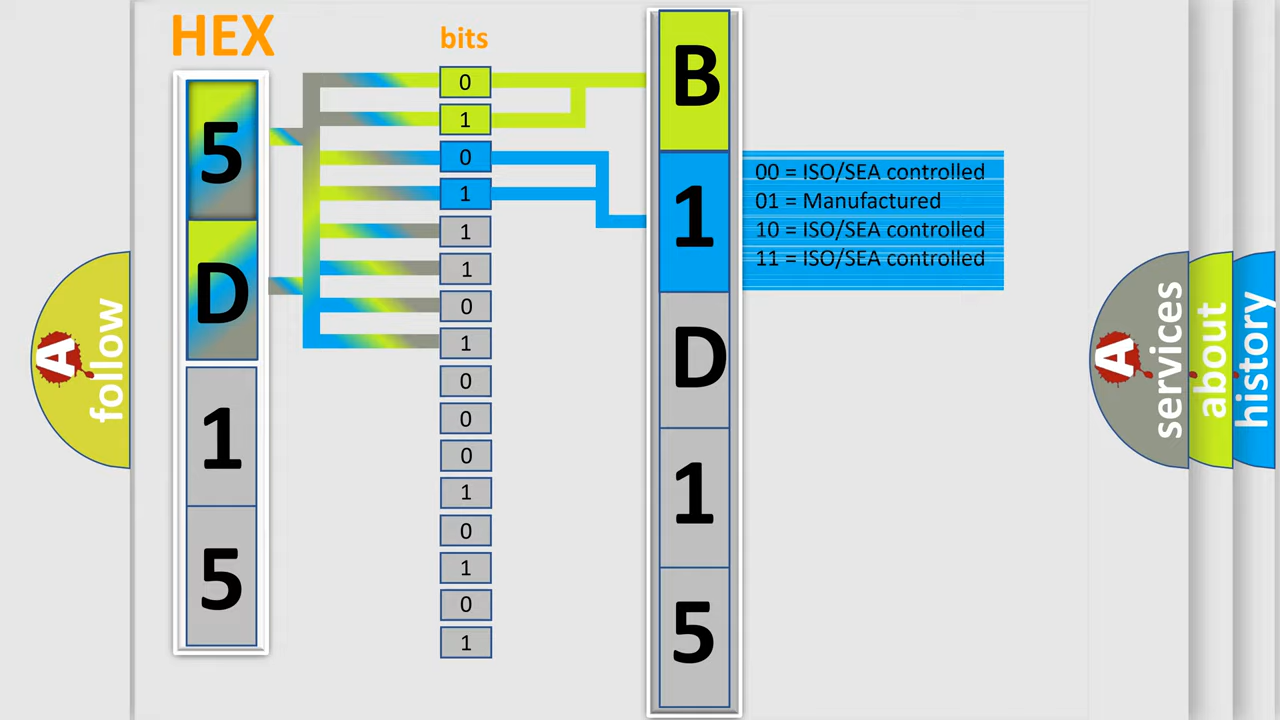 HEX
bits
5
D
1
5
0
1
0
1
1
1
0
1
0
0
0
1
0
1
0
1
B
1
D
1
5
00 = ISO/SEA controlled
01 = Manufactured
10 = ISO/SEA controlled
11 = ISO/SEA controlled
A
follow
A
services
about
history